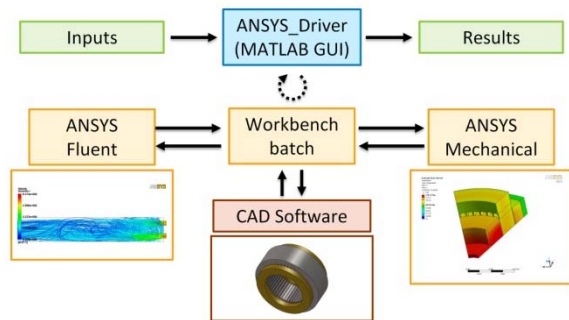 Inputs
ANSYS_Driver
(MATLAB GUI)
Results
ANSYS
Fluent
Workbench
batch
ANSYS
Mechanical
CAD Software